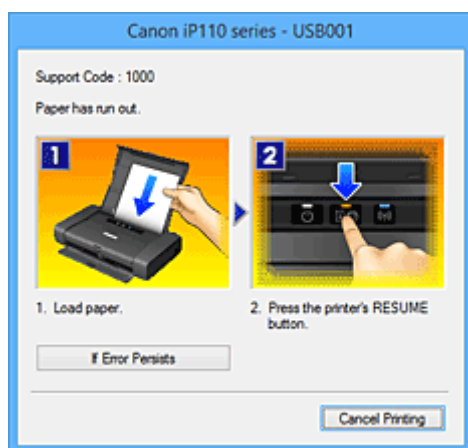 Canon iP110 series - USB001
Support Code : 1000
Paper has run out.
1
2
1. Load paper.
2. Press the printer's RESUME
button.
If Error Persists
Cancel Printing